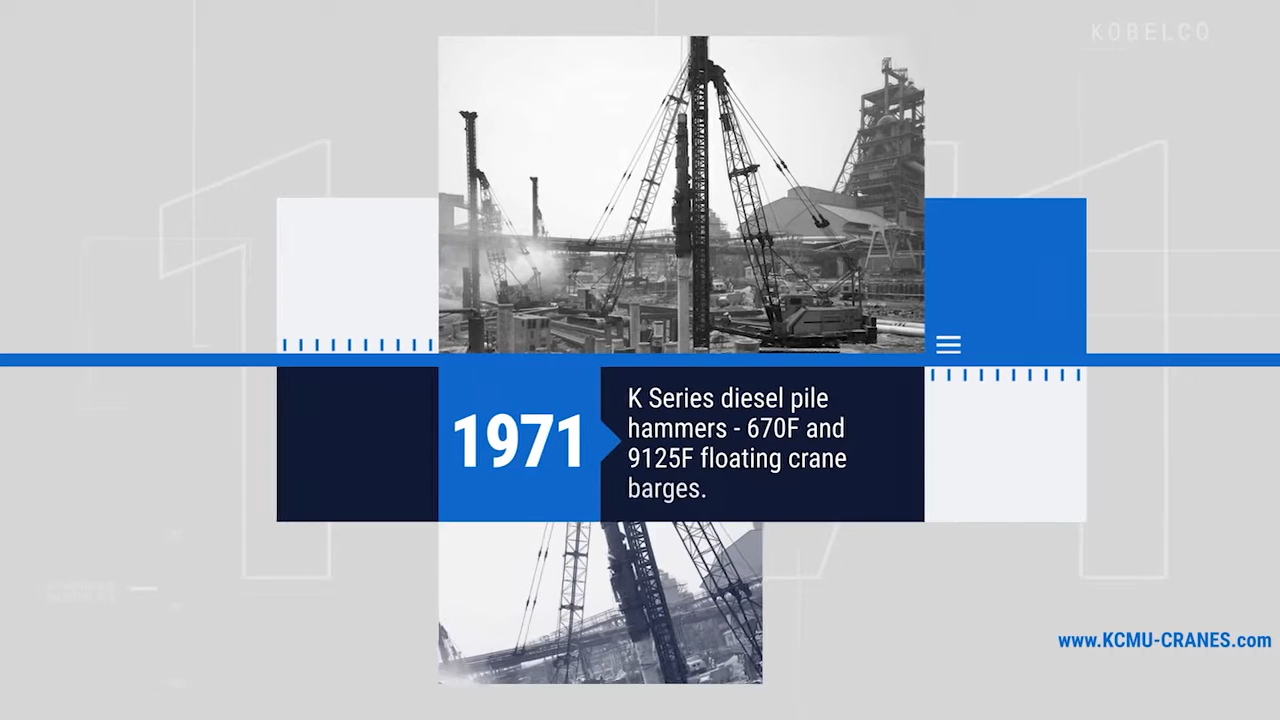 KOBELCO
1971
K Series diesel pile
hammers - 670F and
9125F floating crane
barges.
www.KCMU-CRANES.com